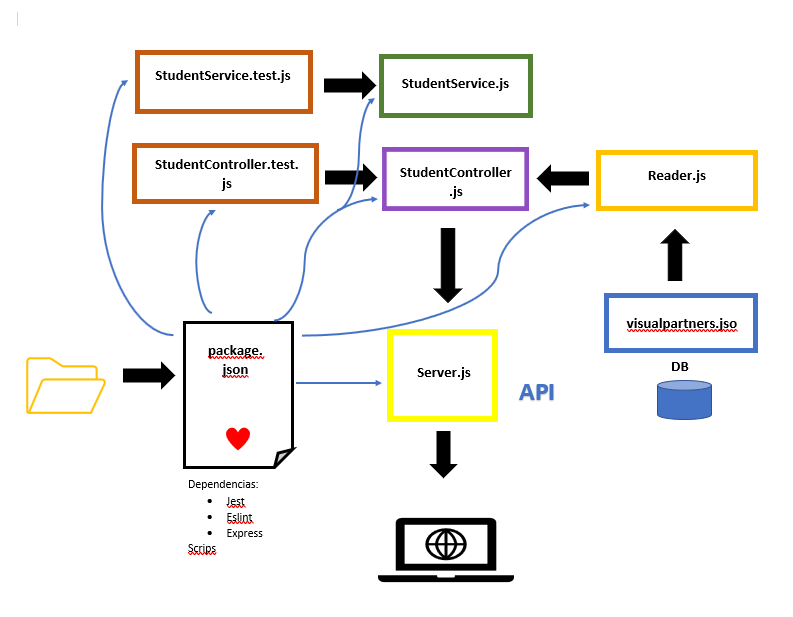 StudentService.test.js
StudentService.js
StudentController.test.
js
StudentController
.js
Reader.js
package.
json
Server.js
API
visualpartners.jso
DB
Dependencias:
Jest
Eslint
Express
Scrips